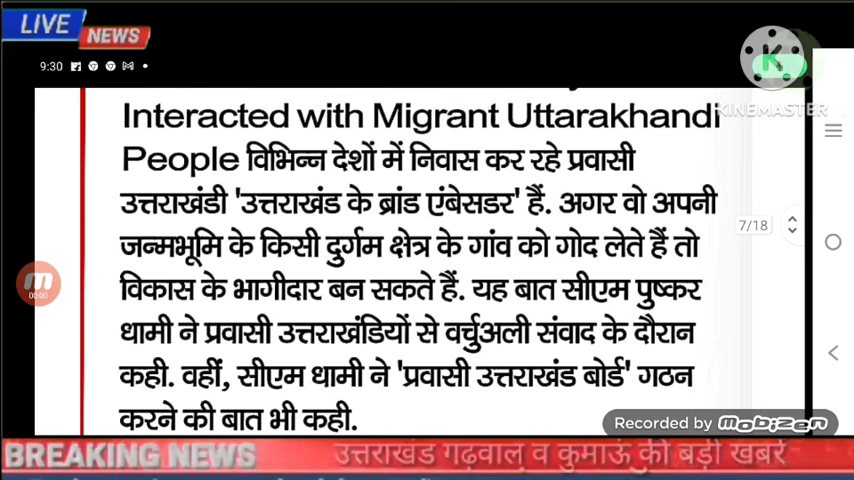 LIVE
NEWS
9:30
KINEMASTER
Interacted with Migrant Uttarakhandi
People विभिन्न देशों में निवास कर रहे प्रवासी
उत्तराखंडी 'उत्तराखंड के ब्रांड एंबेसडर' हैं. अगर वो अपनी
जन्मभूमि के किसी दुर्गम क्षेत्र के गांव को गोद लेते हैं तो
विकास के भागीदार बन सकते हैं. यह बात सीएम पुष्कर
धामी ने प्रवासी उत्तराखंडियों से वर्चुअली संवाद के दौरान
कही. वहीं, सीएम धामी ने 'प्रवासी उत्तराखंड बोर्ड' गठन
करने की बात भी कही.
7/18
00:00
Recorded by mobizen
BREAKING NEWS उत्तराखंड गढ़वाल व कुमाऊं की बड़ी खबरें